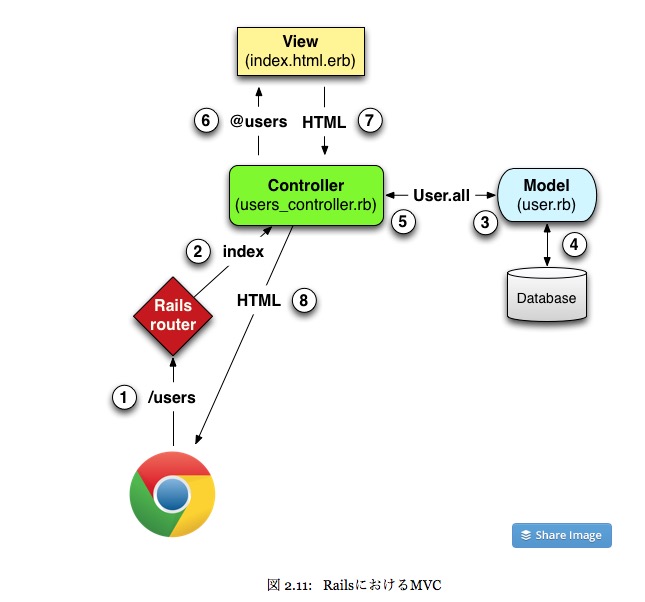 View
(index.html.erb)
6 @users HTML 7
Controller
(users_controller.rb)
User.all
Model
(user.rb)
5
3
4
2 index
Database
HTML 8
Rails
router
1 /users
Share Image
図 2.11: RailsにおけるMVC